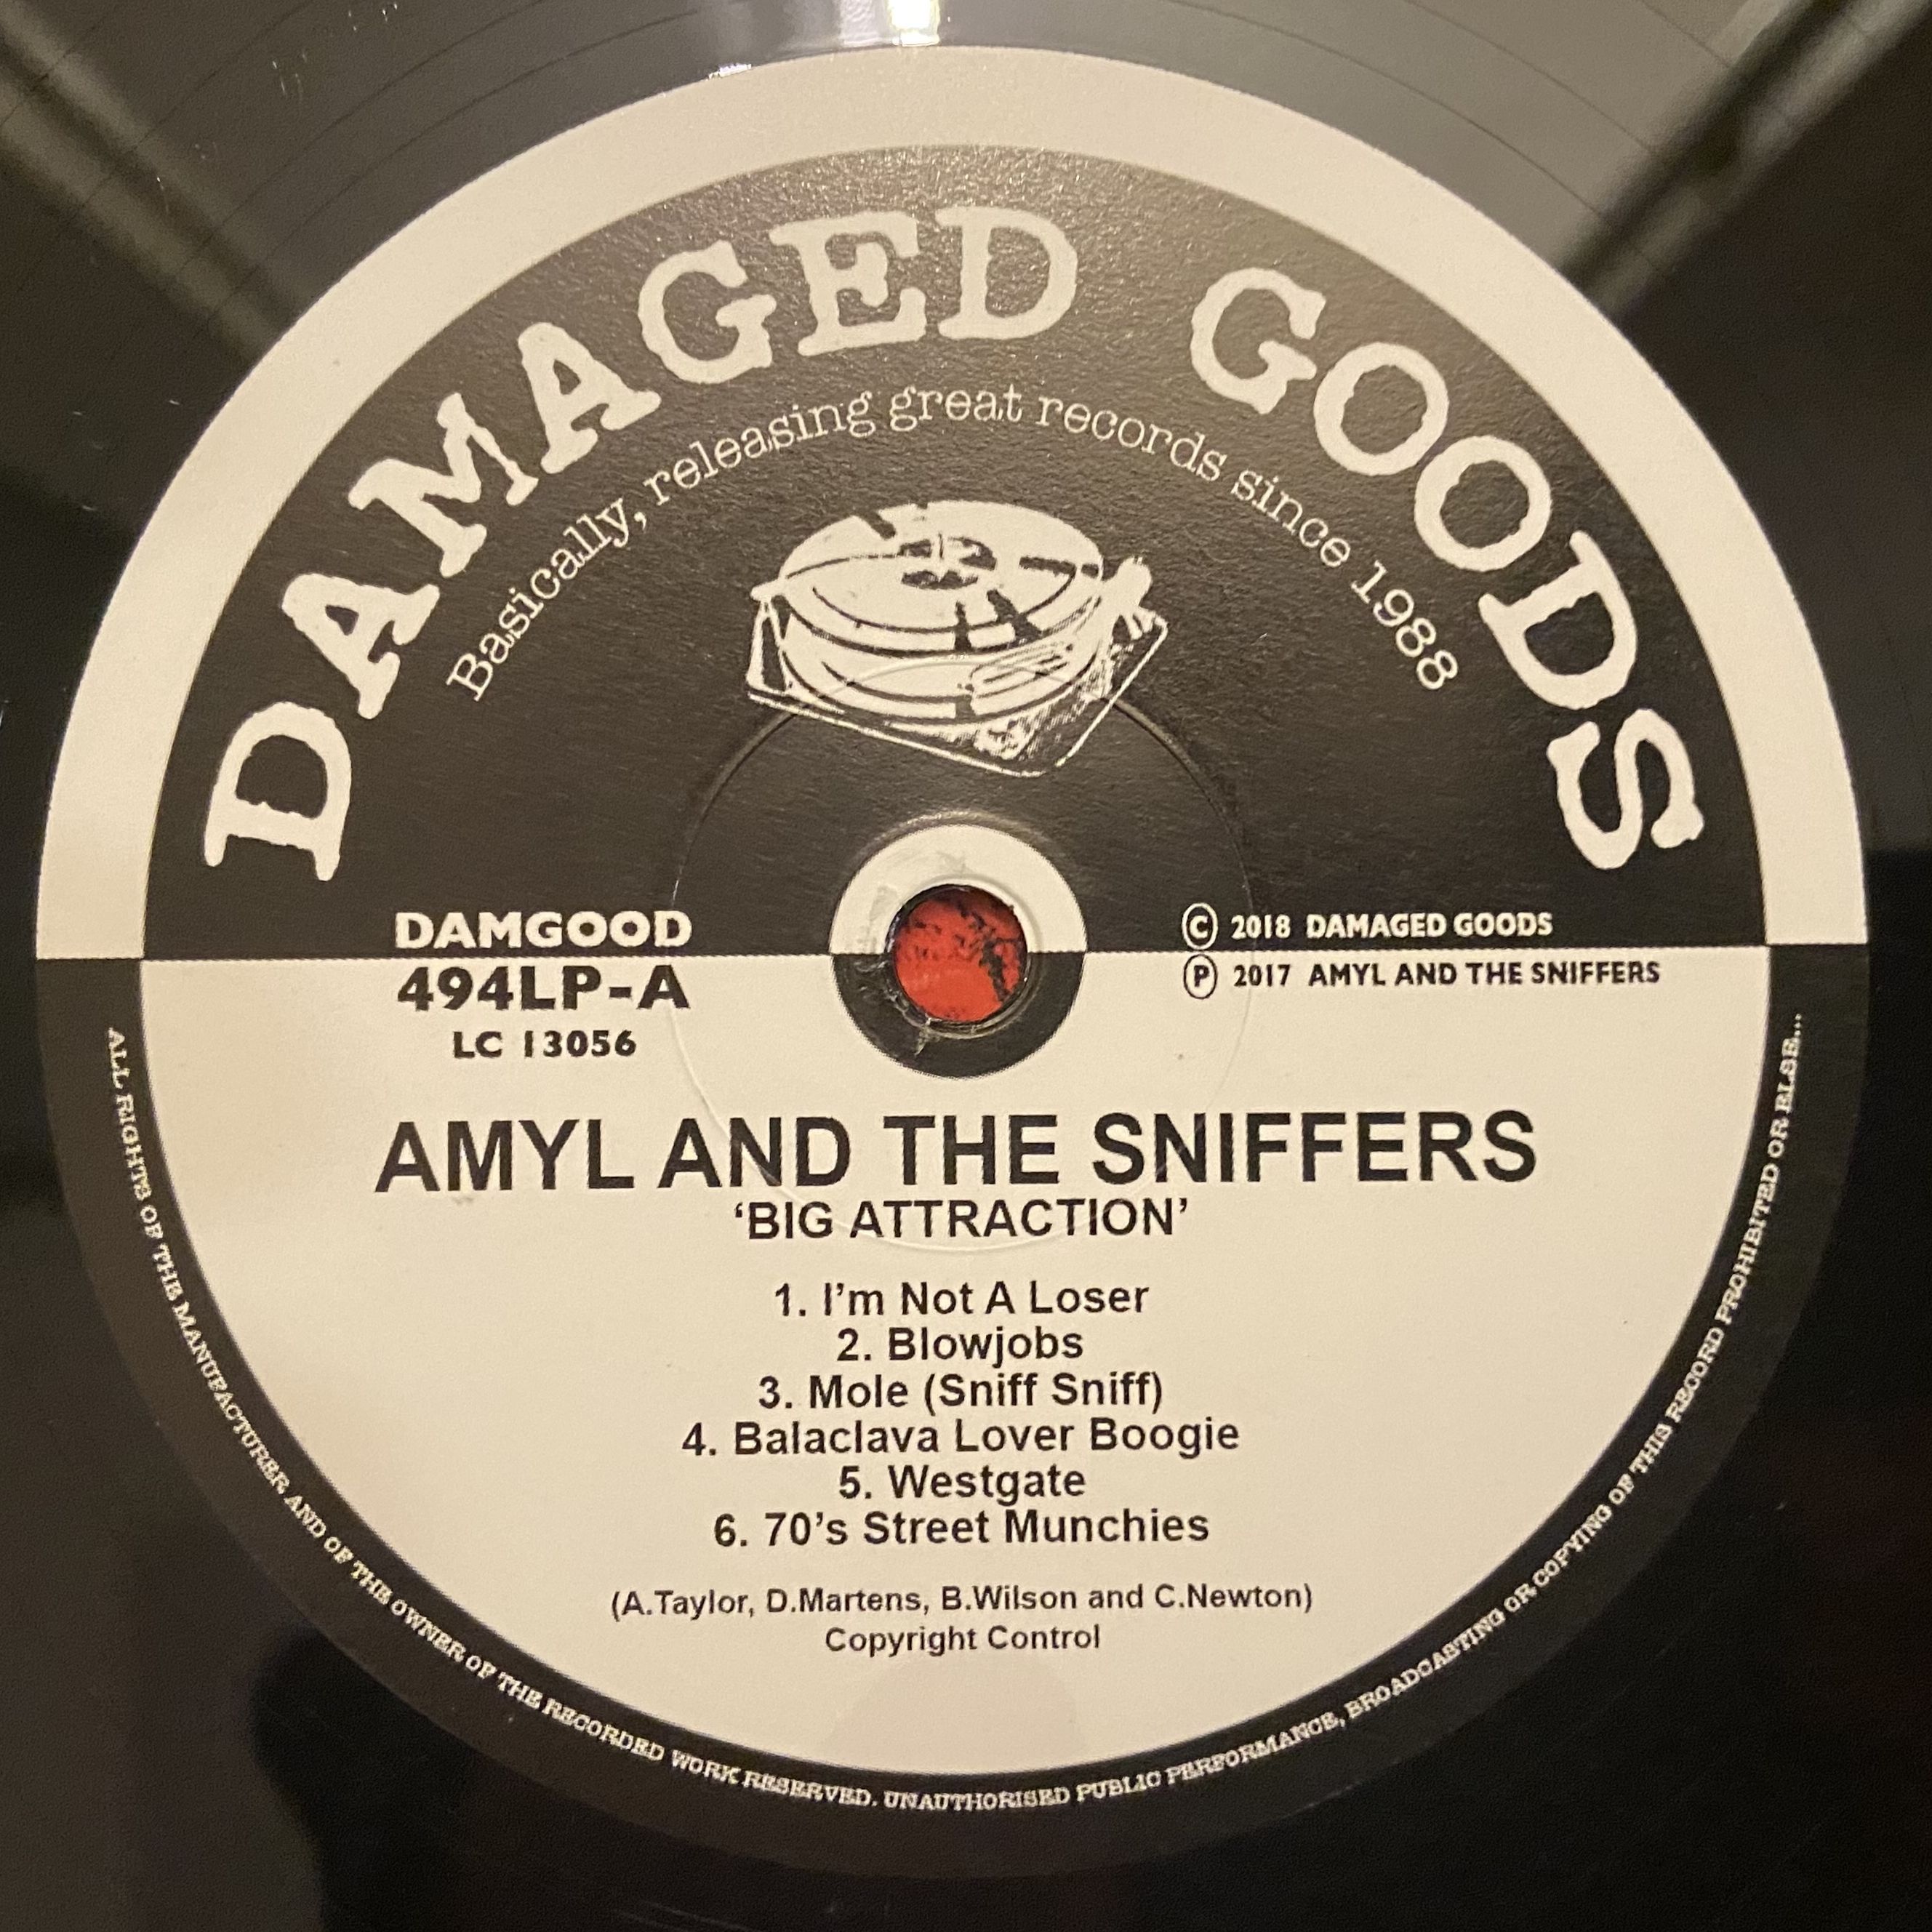 DAMAGED GOODS
Basically, releasing great records since 1988
DAMGOOD
494LP-A
LC 13056
© 2018 DAMAGED GOODS
℗ 2017 AMYL AND THE SNIFFERS
AMYL AND THE SNIFFERS
‘BIG ATTRACTION’
1. I’m Not A Loser
2. Blowjobs
3. Mole (Sniff Sniff)
4. Balaclava Lover Boogie
5. Westgate
6. 70’s Street Munchies
(A.Taylor, D.Martens, B.Wilson and C.Newton)
Copyright Control
ALL RIGHTS OF THE MANUFACTURER AND OF THE OWNER OF THE RECORDED WORK RESERVED. UNAUTHORISED PUBLIC PERFORMANCE, BROADCASTING OR COPYING OF THIS RECORD PROHIBITED OR ELSE...